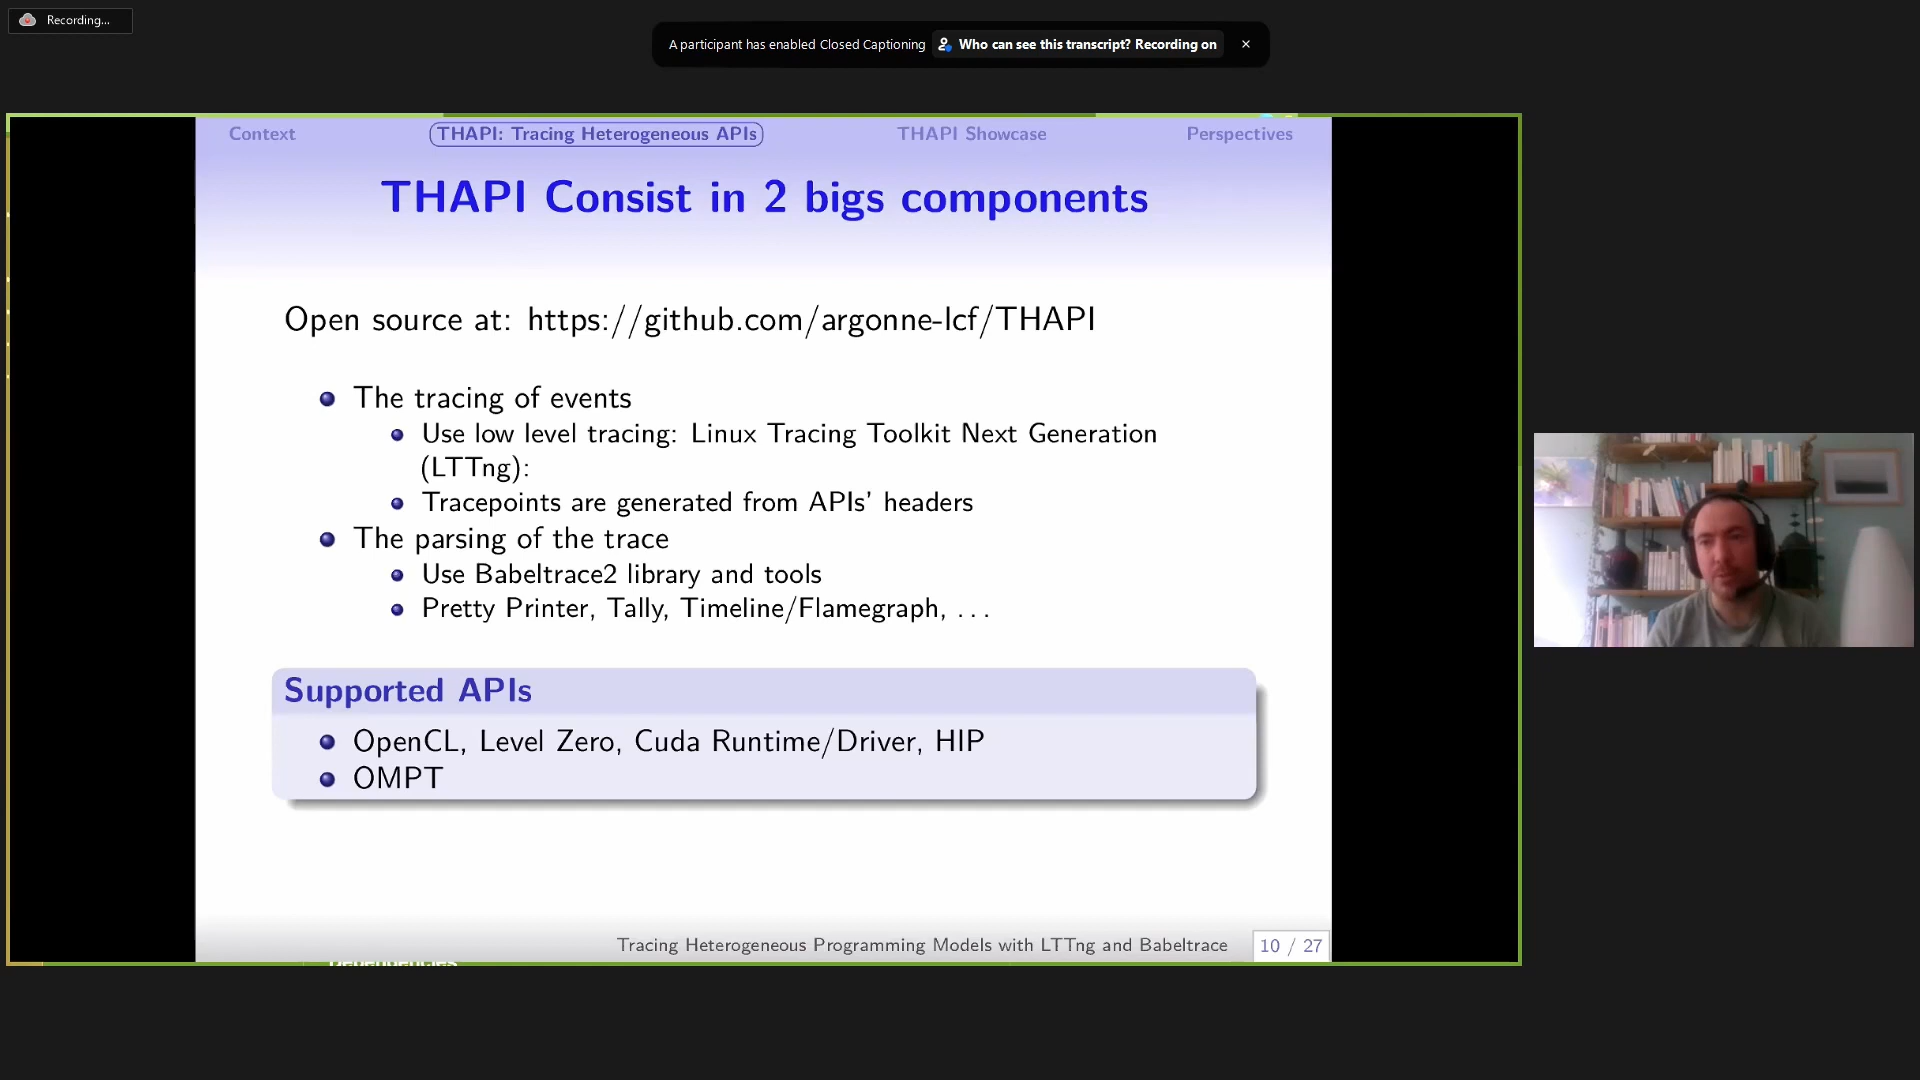 Recording...
A participant has enabled Closed Captioning Who can see this transcript? Recording on
Context THAPI: Tracing Heterogeneous APIs THAPI Showcase Perspectives
THAPI Consist in 2 bigs components
Open source at: https://github.com/argonne-lcf/THAPI
The tracing of events
Use low level tracing: Linux Tracing Toolkit Next Generation
(LTTng):
Tracepoints are generated from APIs' headers
The parsing of the trace
Use Babeltrace2 library and tools
Pretty Printer, Tally, Timeline/Flamegraph, ...
Supported APIs
OpenCL, Level Zero, Cuda Runtime/Driver, HIP
OMPT
Tracing Heterogeneous Programming Models with LTTng and Babeltrace 10 / 27
Dependencies